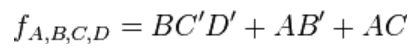 f_{A,B,C,D} = BC′D′ + AB′ + AC